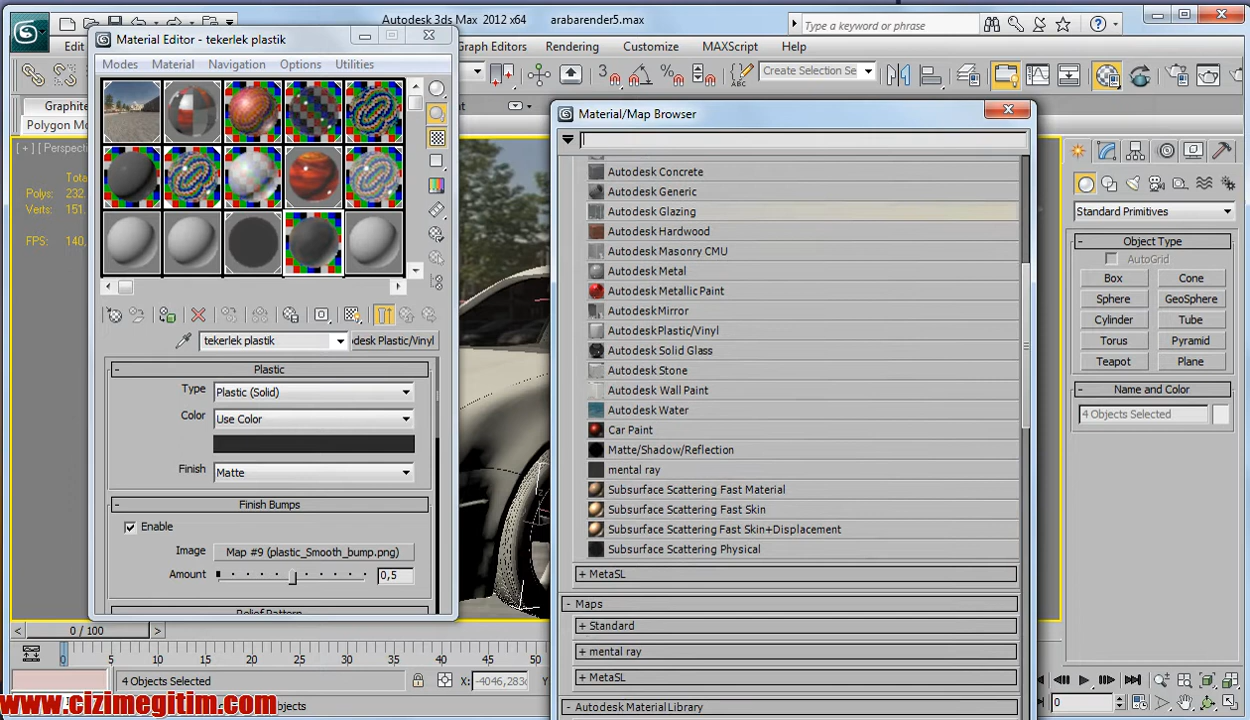 Autodesk 3ds Max 2012 x64 arabarender5.max
Type a keyword or phrase
Edit
Graph Editors Rendering Customize MAXScript Help
Create Selection Se
Graphite
Polygon Mo
[ + ] [ Perspect
Tota
Polys: 232
Verts: 151
FPS: 140,
Material Editor - tekerlek plastik
Modes Material Navigation Options Utilities
tekerlek plastik
desk Plastic/Vinyl
- Plastic
Type Plastic (Solid)
Color Use Color
Finish Matte
- Finish Bumps
Enable
Image Map #9 (plastic_Smooth_bump.png)
Amount 0,5
Relief Pattern
Material/Map Browser
Autodesk Concrete
Autodesk Generic
Autodesk Glazing
Autodesk Hardwood
Autodesk Masonry CMU
Autodesk Metal
Autodesk Metallic Paint
Autodesk Mirror
Autodesk Plastic/Vinyl
Autodesk Solid Glass
Autodesk Stone
Autodesk Wall Paint
Autodesk Water
Car Paint
Matte/Shadow/Reflection
mental ray
Subsurface Scattering Fast Material
Subsurface Scattering Fast Skin
Subsurface Scattering Fast Skin+Displacement
Subsurface Scattering Physical
+ MetaSL
- Maps
+ Standard
+ mental ray
+ MetaSL
Autodesk Material Library
Standard Primitives
- Object Type
AutoGrid
Box Cone
Sphere GeoSphere
Cylinder Tube
Torus Pyramid
Teapot Plane
- Name and Color
4 Objects Selected
< 0 / 100 >
0 5 10 15 20 25 30 35 40 45 50
4 Objects Selected X: -4046,283 Y
0
www.cizimegitim.com
bjects